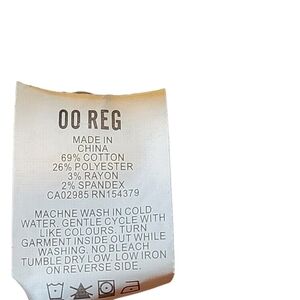 00 REG
MADE IN
CHINA
69% COTTON
26% POLYESTER
3% RAYON
2% SPANDEX
CA02985 RN154379
MACHNE WASH IN COLD
WATER, GENTLE CYCLE WITH
LIKE COLOURS. TURN
GARMENT INSIDE OUT WHILE
WASHING. NO BLEACH
TUMBLE DRY LOW. LOW IRON
ON REVERSE SIDE.